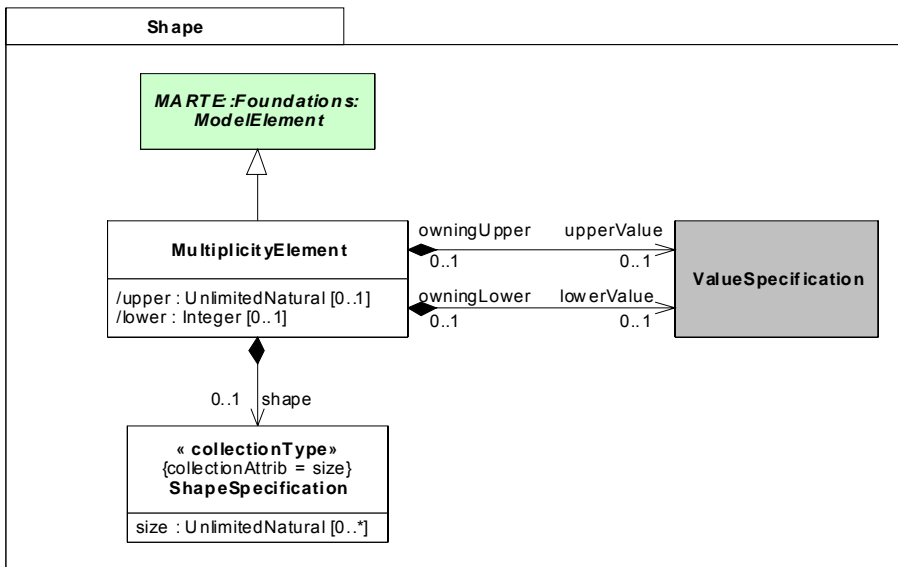 Shape
MARTE::Foundations:
ModelElement
MultiplicityElement
/upper : UnlimitedNatural [0..1]
/lower : Integer [0..1]
owningUpper upperValue
0..1 0..1
owningLower lowerValue
0..1 0..1
ValueSpecification
0..1 shape
« collectionType»
{collectionAttrib = size}
ShapeSpecification
size : UnlimitedNatural [0..*]